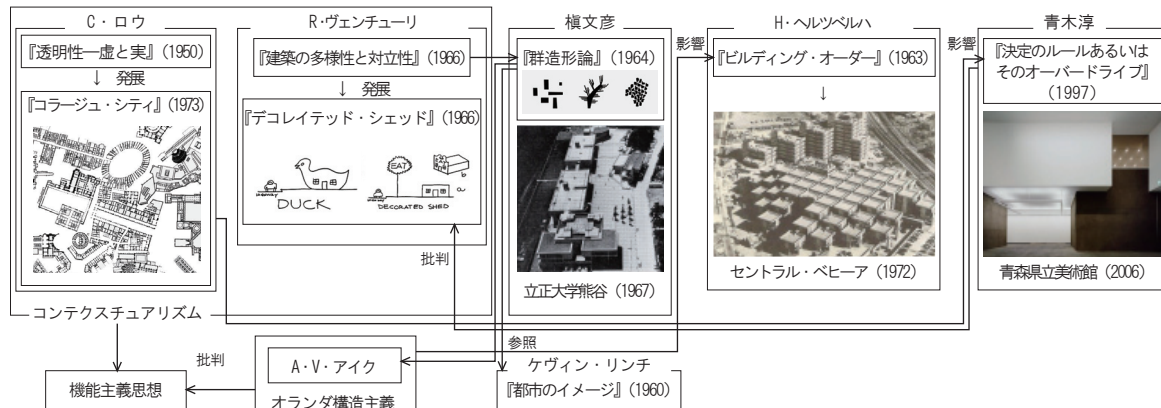 C・ロウ
『透明性―虚と実』（1950）
↓ 発展
『コラージュ・シティ』（1973）
コンテクスチュアリズム
R・ヴェンチューリ
『建築の多様性と対立性』（1966）
↓ 発展
『デコレイテッド・シェッド』（1966）
EAT
DUCK
DECORATED SHED
批判
槇文彦
『群造形論』（1964）
立正大学熊谷（1967）
影響
H・ヘルツベルハ
『ビルディング・オーダー』（1963）
↓
セントラル・ベヒーア（1972）
影響
青木淳
『決定のルールあるいは
そのオーバードライブ』
（1997）
青森県立美術館（2006）
機能主義思想
批判
A・V・アイク
オランダ構造主義
参照
ケヴィン・リンチ
『都市のイメージ』（1960）